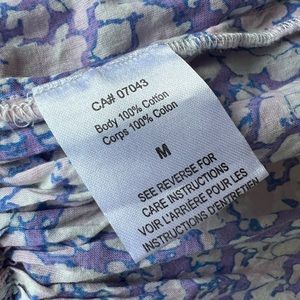 CA# 07043
Body 100% Cotton
Corps 100% Coton
M
SEE REVERSE FOR
CARE INSTRUCTIONS
VOIR L'ARRIÈRE POUR LES
INSTRUCTIONS D'ENTRETIEN